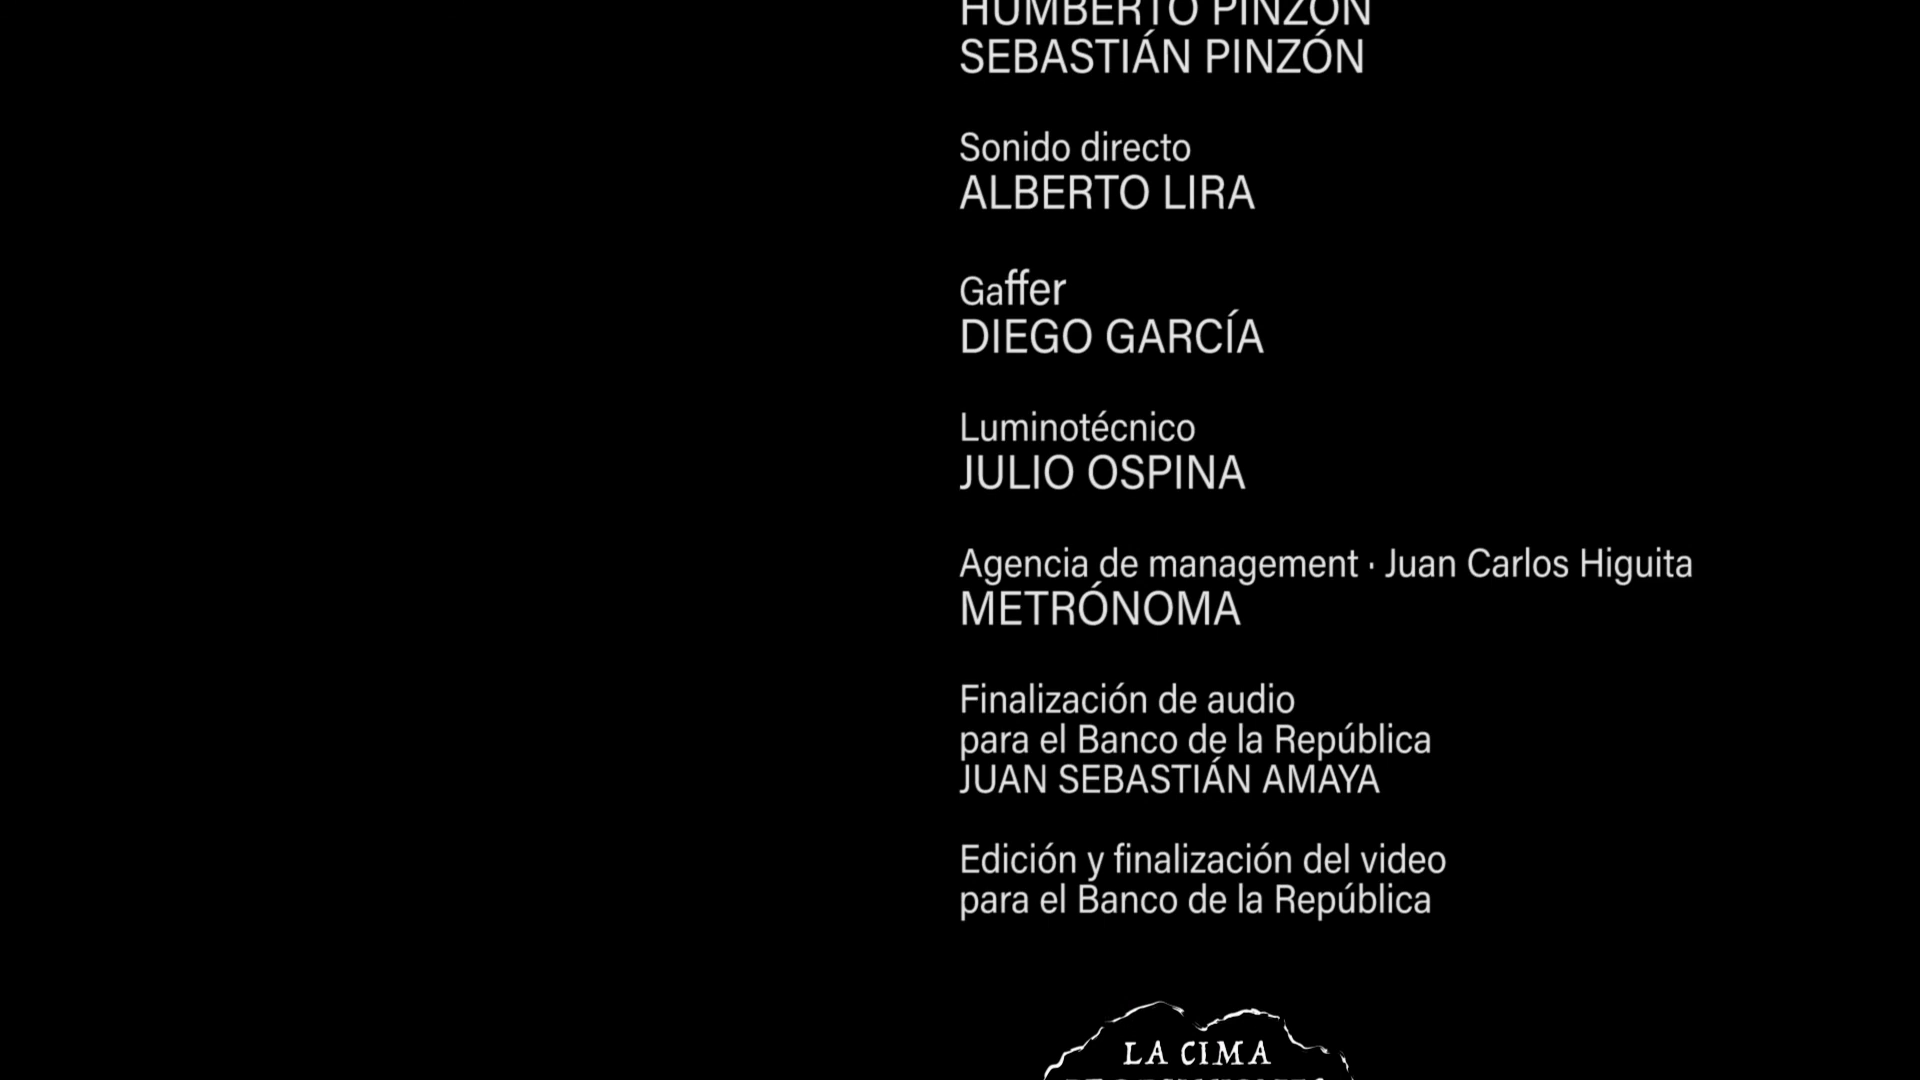 HUMBERTO PINZÓN
SEBASTIÁN PINZÓN
Sonido directo
ALBERTO LIRA
Gaffer
DIEGO GARCÍA
Luminotécnico
JULIO OSPINA
Agencia de management · Juan Carlos Higuita
METRÓNOMA
Finalización de audio
para el Banco de la República
JUAN SEBASTIÁN AMAYA
Edición y finalización del video
para el Banco de la República
LA CIMA